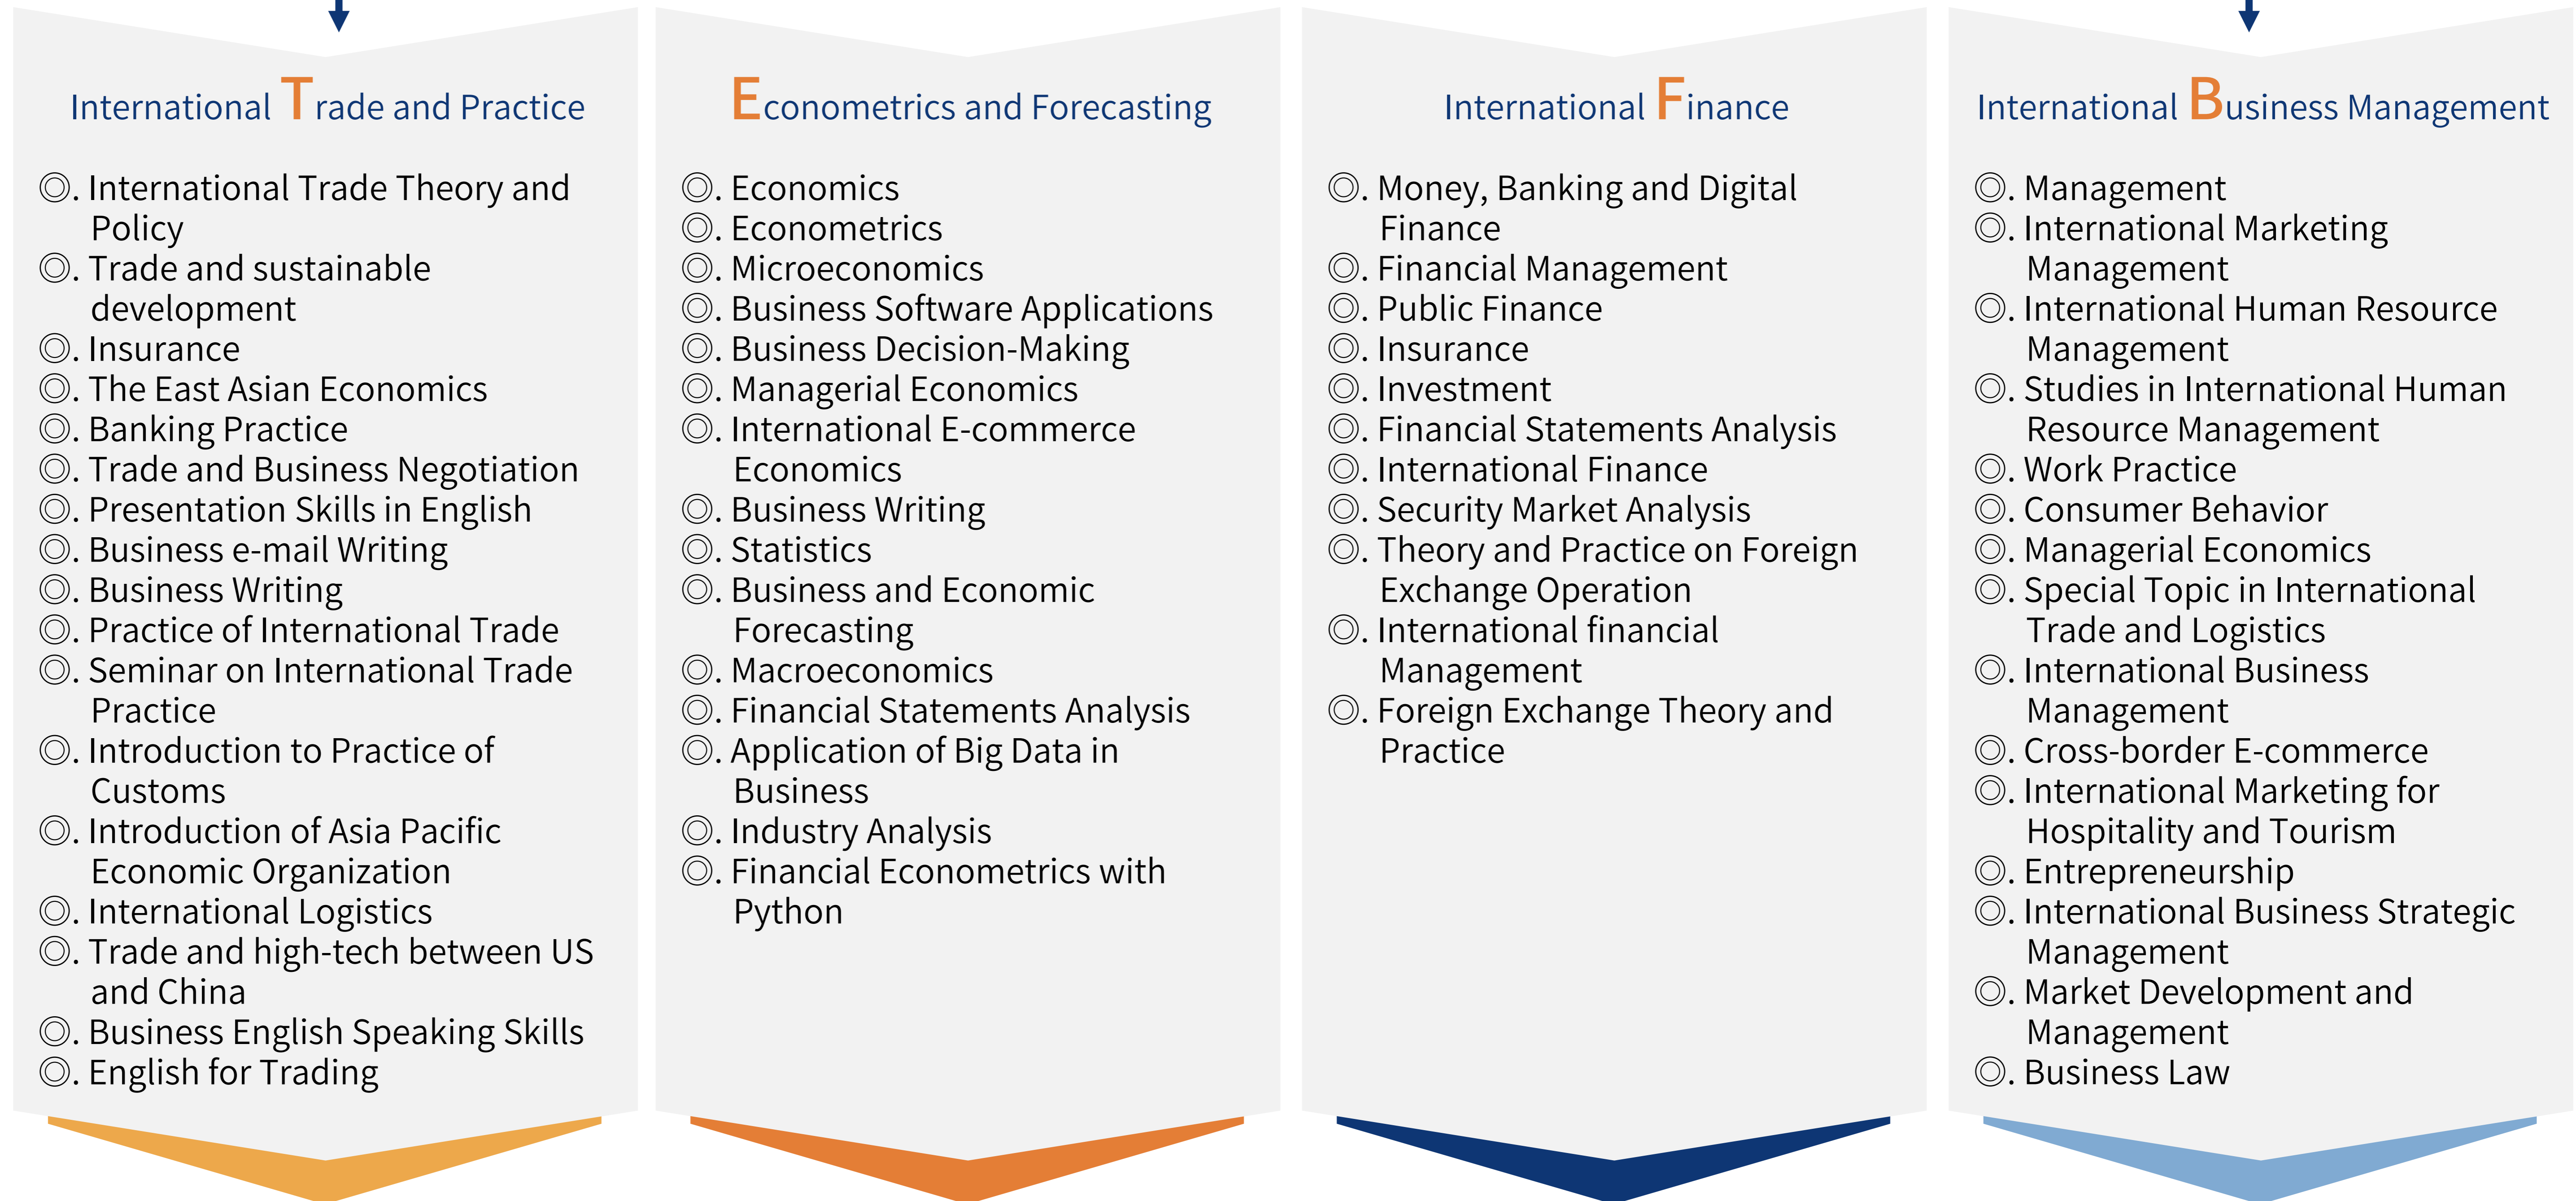 International Trade and Practice
◎. International Trade Theory and
Policy
◎. Trade and sustainable
development
◎. Insurance
◎. The East Asian Economics
◎. Banking Practice
◎. Trade and Business Negotiation
◎. Presentation Skills in English
◎. Business e-mail Writing
◎. Business Writing
◎. Practice of International Trade
◎. Seminar on International Trade
Practice
◎. Introduction to Practice of
Customs
◎. Introduction of Asia Pacific
Economic Organization
◎. International Logistics
◎. Trade and high-tech between US
and China
◎. Business English Speaking Skills
◎. English for Trading
Econometrics and Forecasting
◎. Economics
◎. Econometrics
◎. Microeconomics
◎. Business Software Applications
◎. Business Decision-Making
◎. Managerial Economics
◎. International E-commerce
Economics
◎. Business Writing
◎. Statistics
◎. Business and Economic
Forecasting
◎. Macroeconomics
◎. Financial Statements Analysis
◎. Application of Big Data in
Business
◎. Industry Analysis
◎. Financial Econometrics with
Python
International Finance
◎. Money, Banking and Digital
Finance
◎. Financial Management
◎. Public Finance
◎. Insurance
◎. Investment
◎. Financial Statements Analysis
◎. International Finance
◎. Security Market Analysis
◎. Theory and Practice on Foreign
Exchange Operation
◎. International financial
Management
◎. Foreign Exchange Theory and
Practice
International Business Management
◎. Management
◎. International Marketing
Management
◎. International Human Resource
Management
◎. Studies in International Human
Resource Management
◎. Work Practice
◎. Consumer Behavior
◎. Managerial Economics
◎. Special Topic in International
Trade and Logistics
◎. International Business
Management
◎. Cross-border E-commerce
◎. International Marketing for
Hospitality and Tourism
◎. Entrepreneurship
◎. International Business Strategic
Management
◎. Market Development and
Management
◎. Business Law